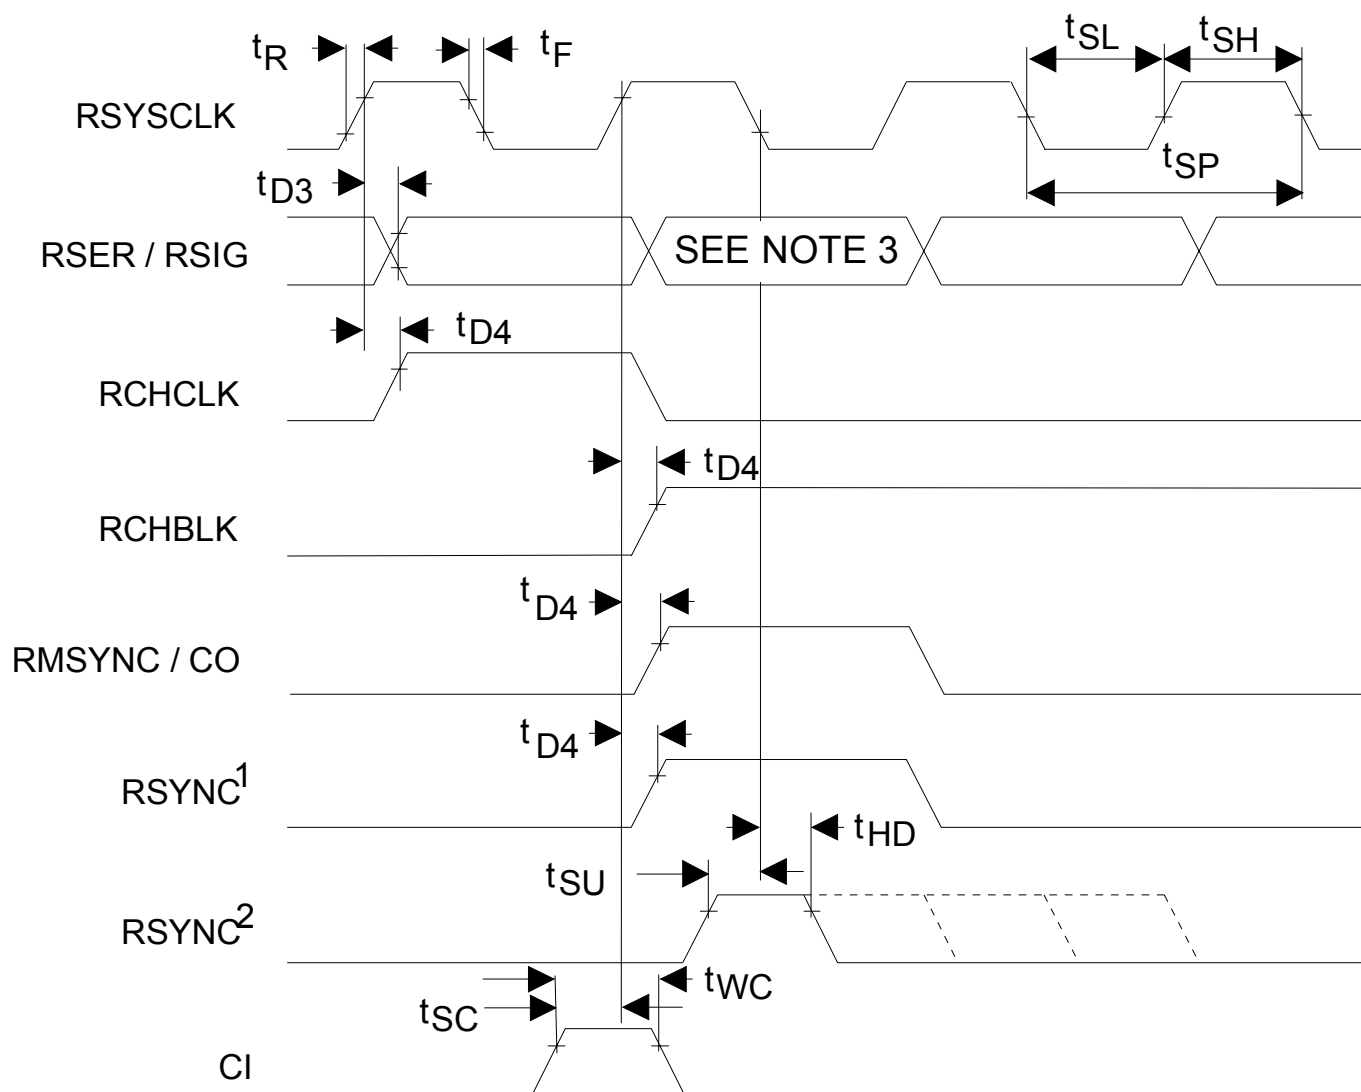 tR
tF
tSL
tSH
RSYSCLK
tSP
tD3
RSER / RSIG
SEE NOTE 3
tD4
RCHCLK
tD4
RCHBLK
tD4
RMSYNC / CO
tD4
RSYNC1
tHD
tSU
RSYNC2
tWC
tSC
CI